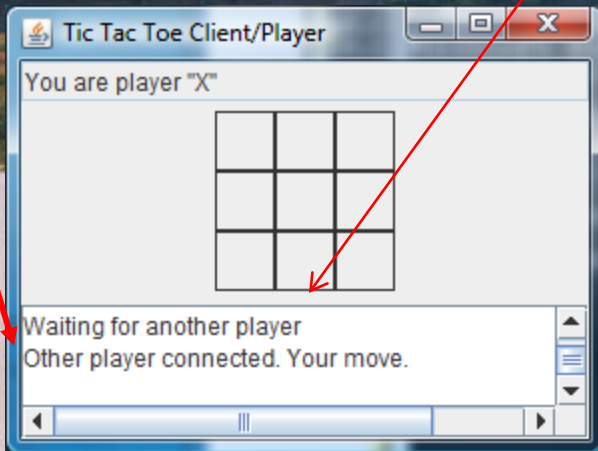 Tic Tac Toe Client/Player
You are player "X"
Waiting for another player
Other player connected. Your move.